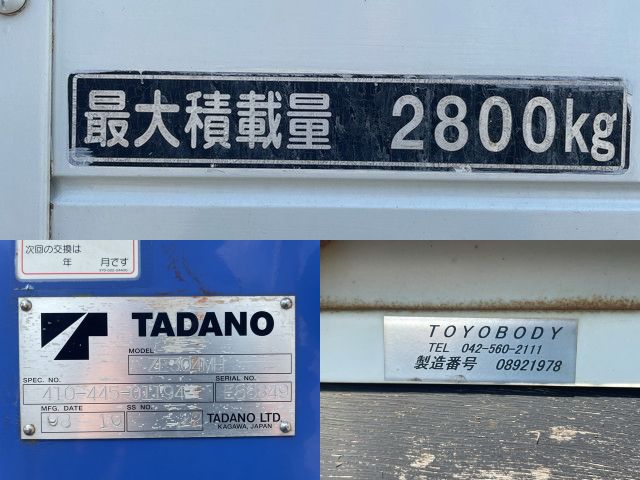 最大積載量 2800kg
次回の交換は
年 月です
TADANO
MODEL
SPEC. NO. SERIAL NO.
MFG. DATE SS NO.
TADANO LTD.
KAGAWA, JAPAN
TOYOBODY
TEL 042-560-2111
製造番号 08921978